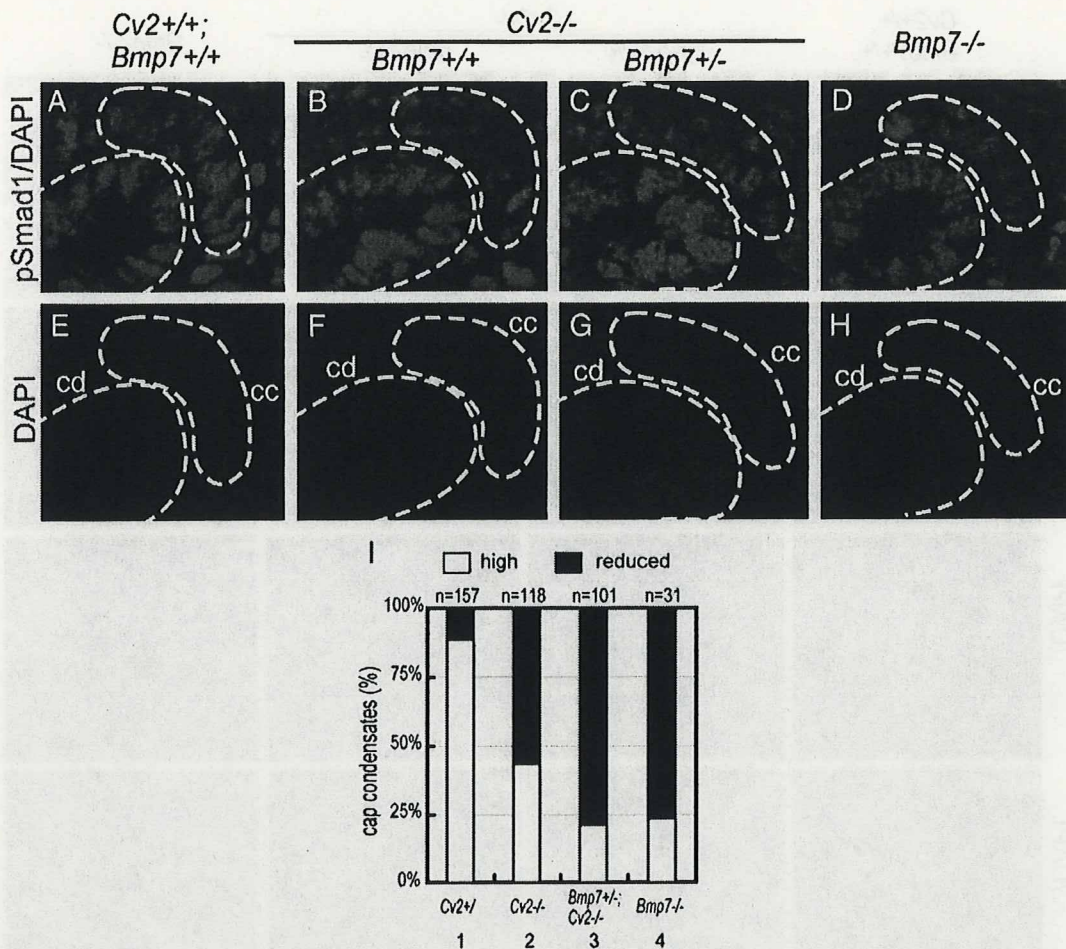 Cv2+/+;
Bmp7+/+
Cv2-/-
Bmp7+/+
Bmp7+/-
Bmp7-/-
pSmad1/DAPI
A
B
C
D
DAPI
E
cd
cc
F
cc
G
cd
cc
H
cd
cc
I
high
reduced
n=157
n=118
n=101
n=31
cap condensates (%)
100%
75%
50%
25%
0%
Cv2+/
Cv2-/-
Bmp7+/-;
Cv2-/-
Bmp7-/-
1
2
3
4